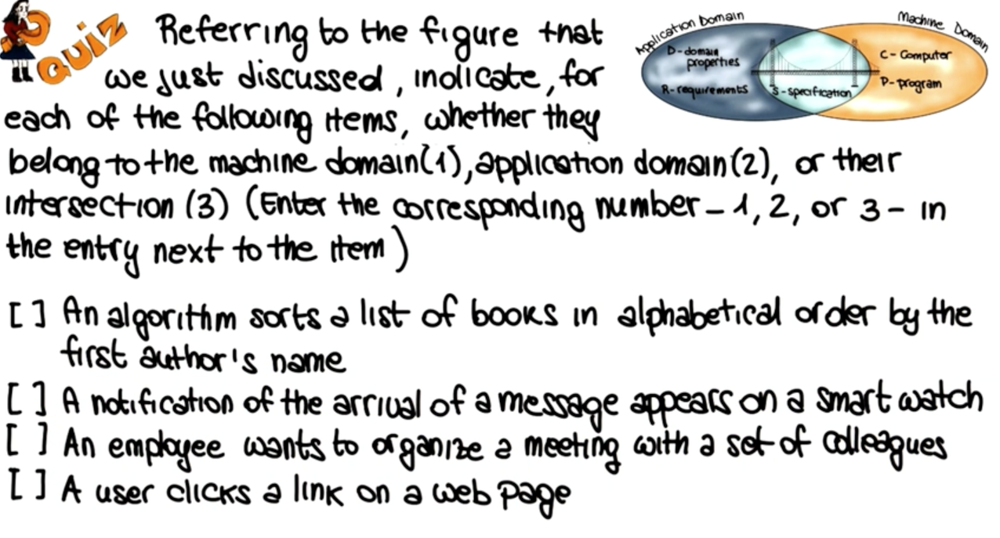 QUIZ
Referring to the figure that
we just discussed, indicate, for
each of the following items, whether they
belong to the machine domain(1), application domain(2), or their
intersection (3) (Enter the corresponding number - 1, 2, or 3 - in
the entry next to the item)
Application Domain
Machine Domain
D-domain
properties
R-requirements
S-specification
C-Computer
P-program
[ ] An algorithm sorts a list of books in alphabetical order by the
first author's name
[ ] A notification of the arrival of a message appears on a smart watch
[ ] An employee wants to organize a meeting with a set of colleagues
[ ] A user clicks a link on a web page